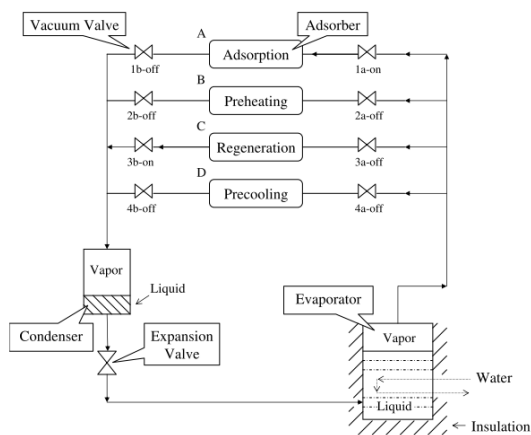 Vacuum Valve
A
Adsorption
Adsorber
1b-off
1a-on
B
Preheating
2b-off
2a-off
C
Regeneration
3b-on
3a-off
D
Precooling
4b-off
4a-off
Vapor
Liquid
Condenser
Expansion
Valve
Evaporator
Vapor
Water
Liquid
Insulation